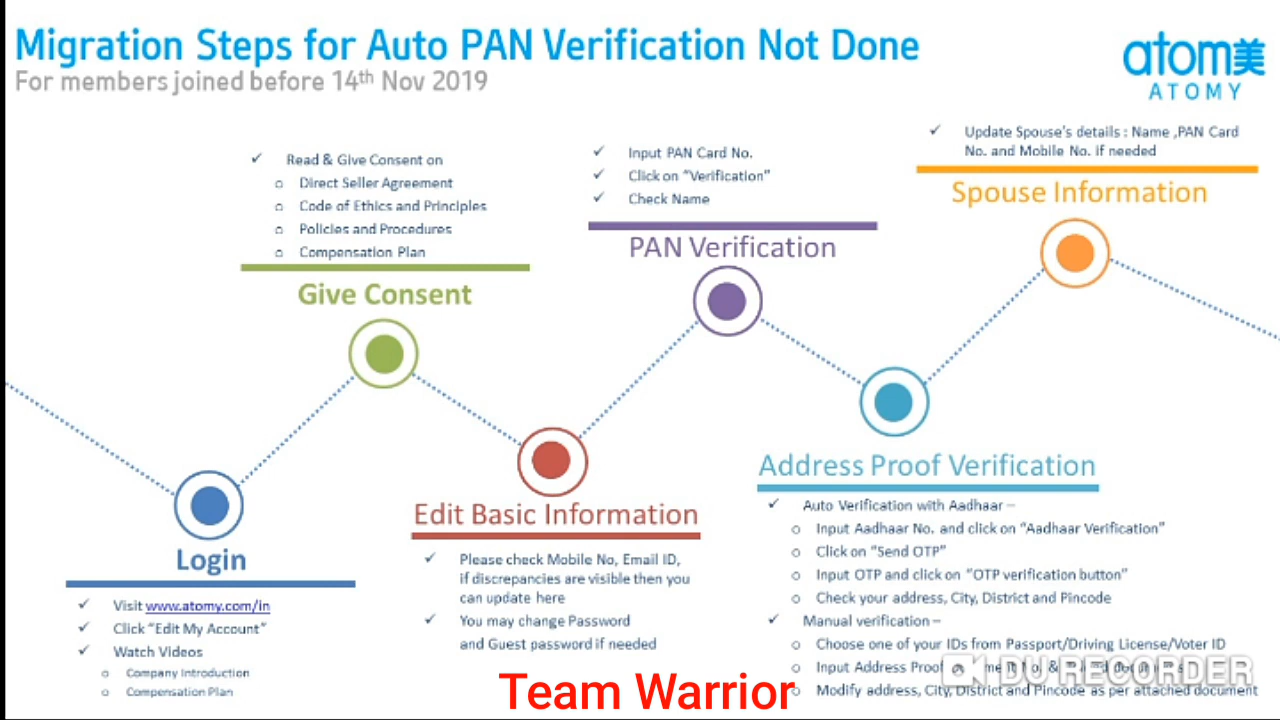 Migration Steps for Auto PAN Verification Not Done
For members joined before 14th Nov 2019
atom美
ATOMY
✓ Read & Give Consent on
o Direct Seller Agreement
o Code of Ethics and Principles
o Policies and Procedures
o Compensation Plan
Give Consent
✓ Input PAN Card No.
✓ Click on "Verification"
✓ Check Name
PAN Verification
✓ Update Spouse's details : Name ,PAN Card
No. and Mobile No. if needed
Spouse Information
Login
✓ Visit www.atomy.com/in
✓ Click "Edit My Account"
✓ Watch Videos
o Company Introduction
o Compensation Plan
Edit Basic Information
✓ Please check Mobile No, Email ID,
if discrepancies are visible then you
can update here
✓ You may change Password
and Guest password if needed
Address Proof Verification
✓ Auto Verification with Aadhaar –
o Input Aadhaar No. and click on "Aadhaar Verification"
o Click on "Send OTP"
o Input OTP and click on "OTP verification button"
o Check your address, City, District and Pincode
✓ Manual verification –
o Choose one of your IDs from Passport/Driving License/Voter ID
o Input Address Proof
o Modify address, City, District and Pincode as per attached document
DU RECORDER
Team Warrior